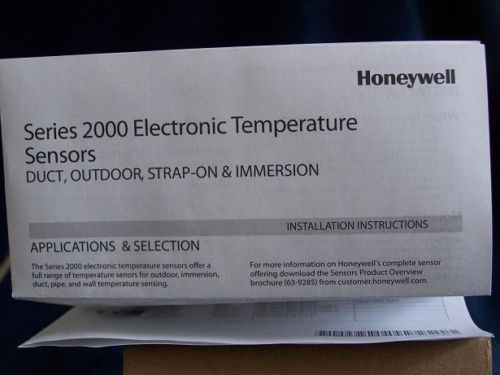 Honeywell
Series 2000 Electronic Temperature
Sensors
DUCT, OUTDOOR, STRAP-ON & IMMERSION
INSTALLATION INSTRUCTIONS
APPLICATIONS & SELECTION
The Series 2000 electronic temperature sensors offer a
full range of temperature senors for outdoor, immersion,
duct, pipe, and wall temperature sensing.
For more information on Honeywell's complete sensor
offering download the Sensors Product Overview
brochure (63-9285) from customer.honeywell.com.